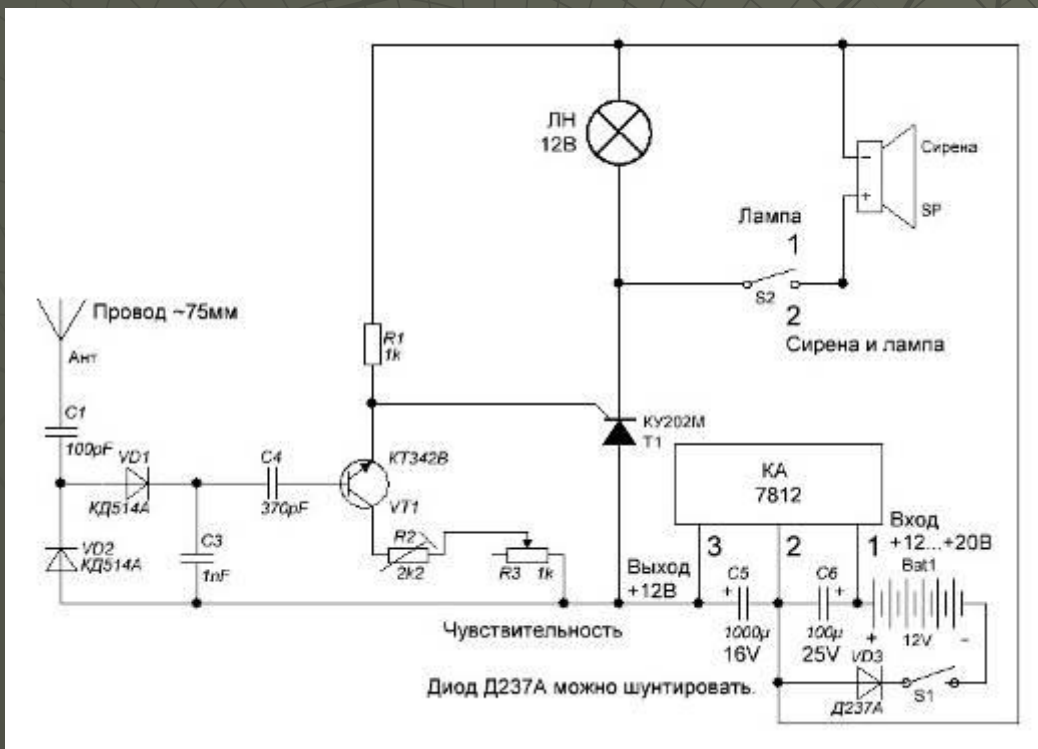 ЛН
12В
Сирена
SP
Лампа
1
S2
2
Сирена и лампа
Провод ~75мм
Ант
R1
1k
C1
100pF
VD1
КД514А
C4
370pF
КТ342В
VT1
КУ202М
T1
КА
7812
VD2
КД514А
C3
1nF
R2
2k2
R3
1k
3
2
1
Вход
+12...+20В
Выход
+12В
C5
+
1000µ
16V
C6
+
100µ
25V
Bat1
+
12V
-
VD3
Д237А
S1
-
+
Чувствительность
Диод Д237А можно шунтировать.